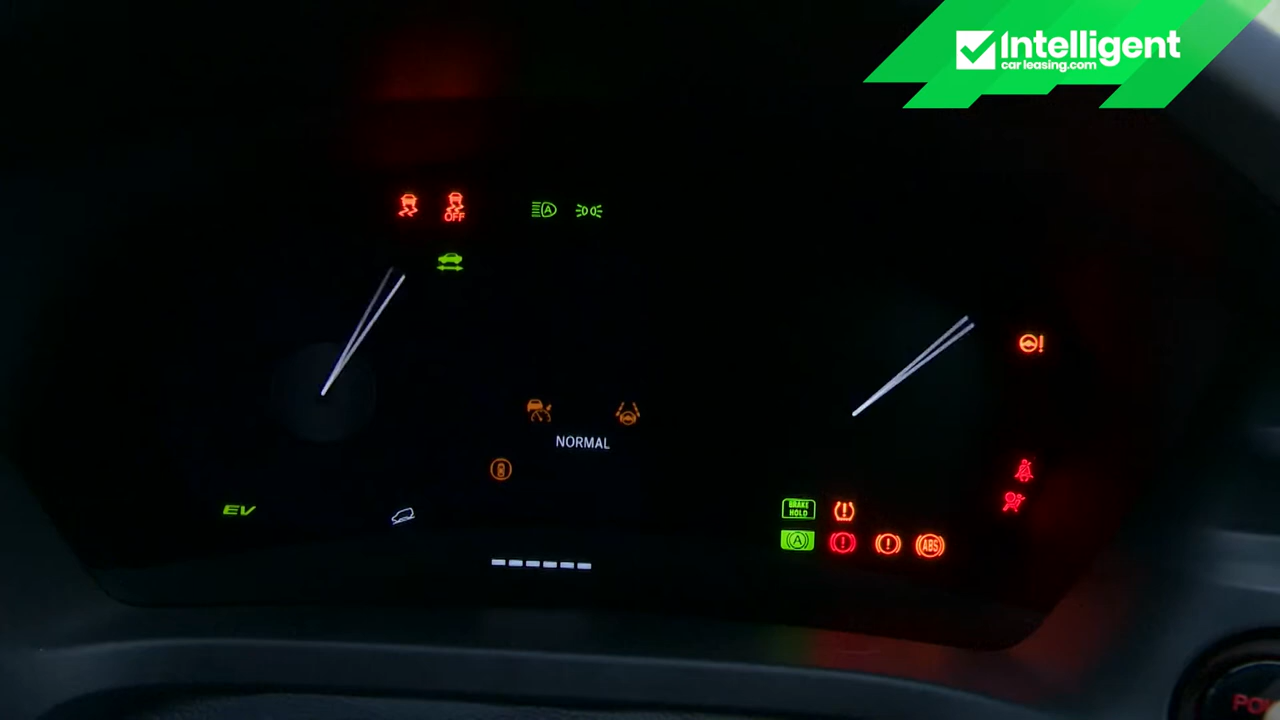 Intelligent
carleasing.com
OFF
A
NORMAL
EV
BRAKE
HOLD
A
ABS